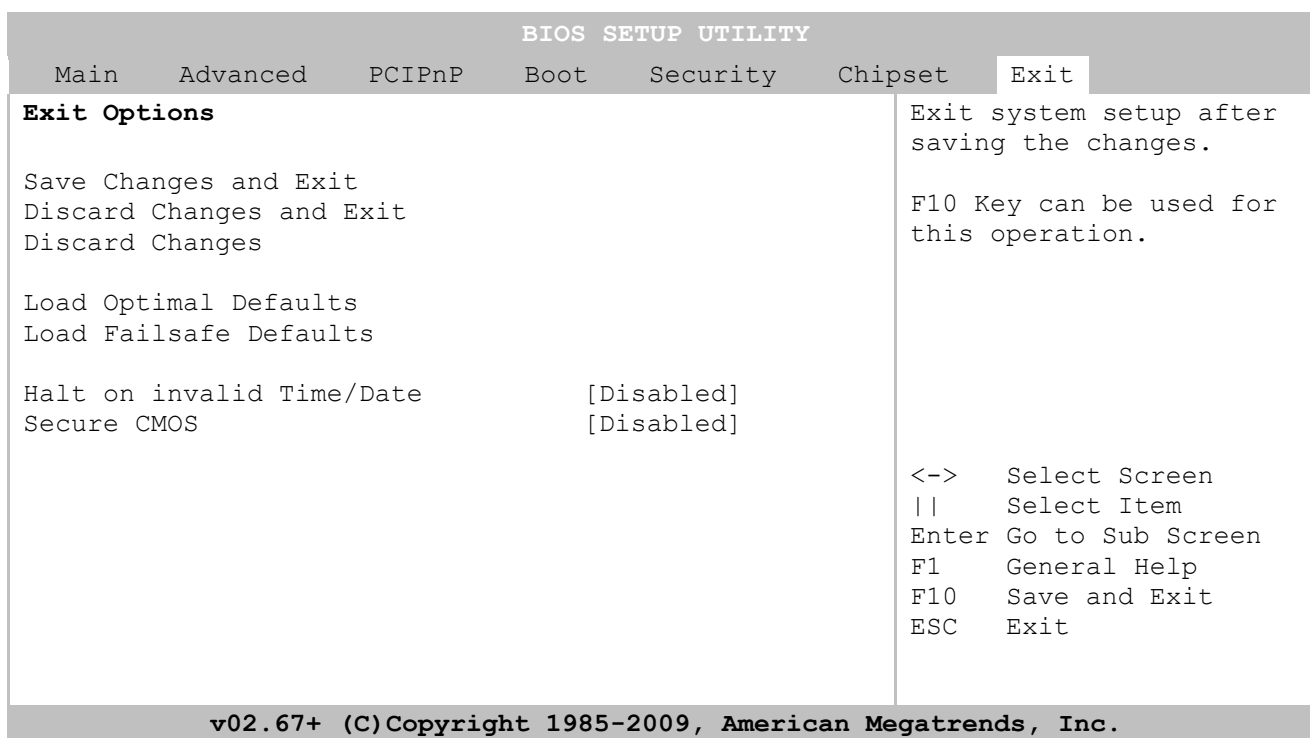 BIOS SETUP UTILITY
Main Advanced PCIPnP Boot Security Chipset Exit
Exit Options
Save Changes and Exit
Discard Changes and Exit
Discard Changes
Load Optimal Defaults
Load Failsafe Defaults
Halt on invalid Time/Date [Disabled]
Secure CMOS [Disabled]
Exit system setup after
saving the changes.
F10 Key can be used for
this operation.
<-> Select Screen
|| Select Item
Enter Go to Sub Screen
F1 General Help
F10 Save and Exit
ESC Exit
v02.67+ (C)Copyright 1985-2009, American Megatrends, Inc.